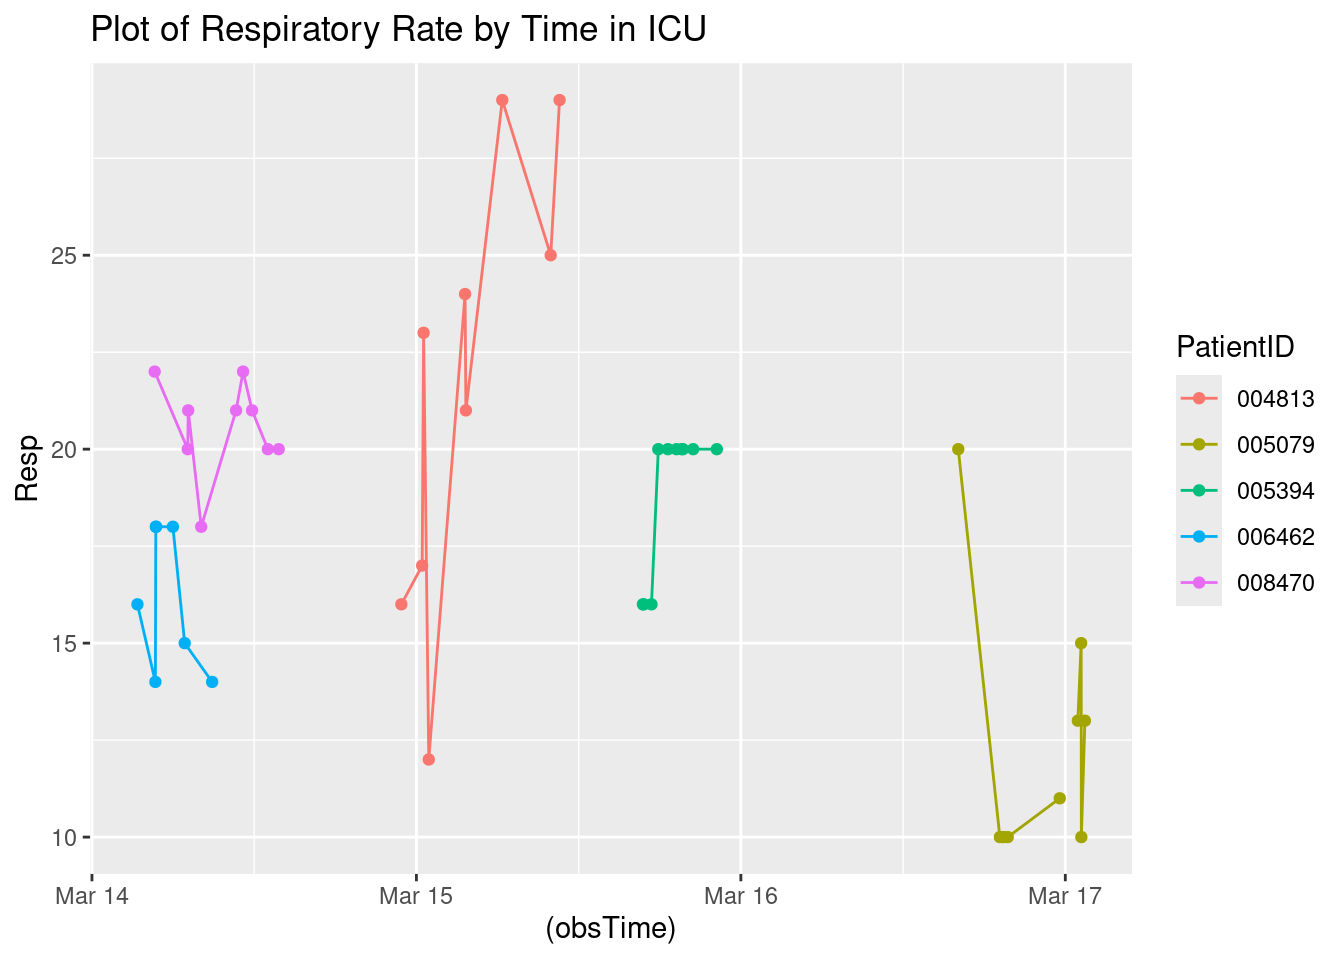 Plot of Respiratory Rate by Time in ICU
Resp
25
20
15
10
Mar 14
Mar 15
Mar 16
Mar 17
(obsTime)
PatientID
004813
005079
005394
006462
008470